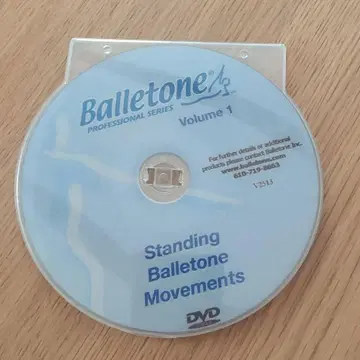 Balletone®
PROFESSIONAL SERIES
Volume 1
For further details or additional
products please contact Balletone,Inc.
www.balletone.com
Standing
Balletone
Movements
DVD